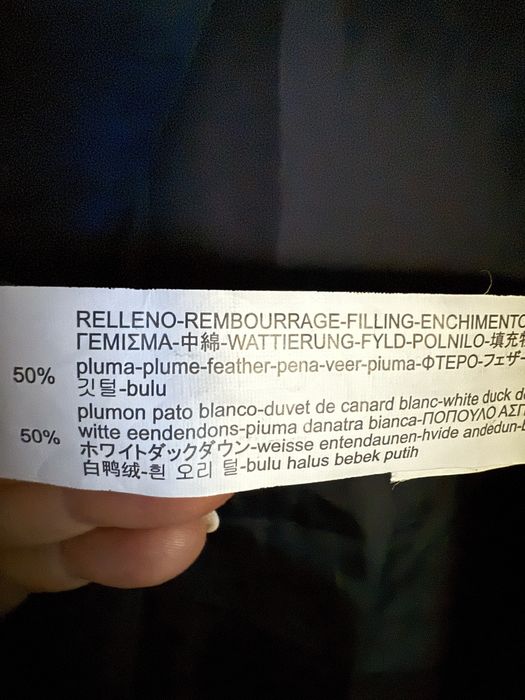 RELLENO-REMBOURRAGE-FILLING-ENCHIMENTO
ΓΕΜΙΣΜΑ-中綿-WATTIERUNG-FYLD-POLNILO-填充物
50% pluma-plume-feather-pena-veer-piuma-ΦΤΕΡΟ-フェザー
깃털-bulu
50% plumon pato blanco-duvet de canard blanc-white duck
witte eendendons-piuma danatra bianca-ΠΟΠΟΥΛΟ
ホワイトダックダウン-weisse entendaunen-hvide andedun-
白鸭绒-흰 오리 털-bulu halus bebek putih